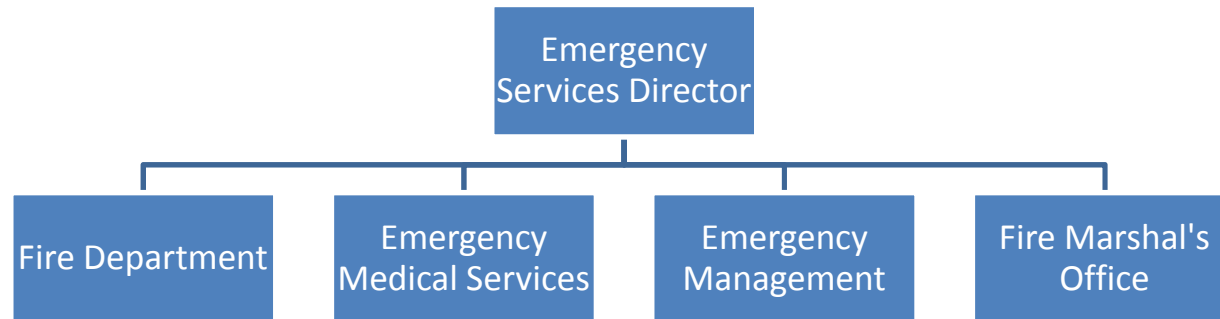 Emergency
Services Director
Fire Department
Emergency
Medical Services
Emergency
Management
Fire Marshal's
Office